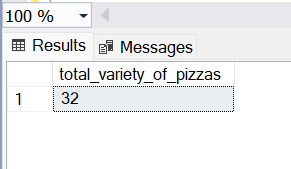 100 %
Results Messages
total_variety_of_pizzas
1 32